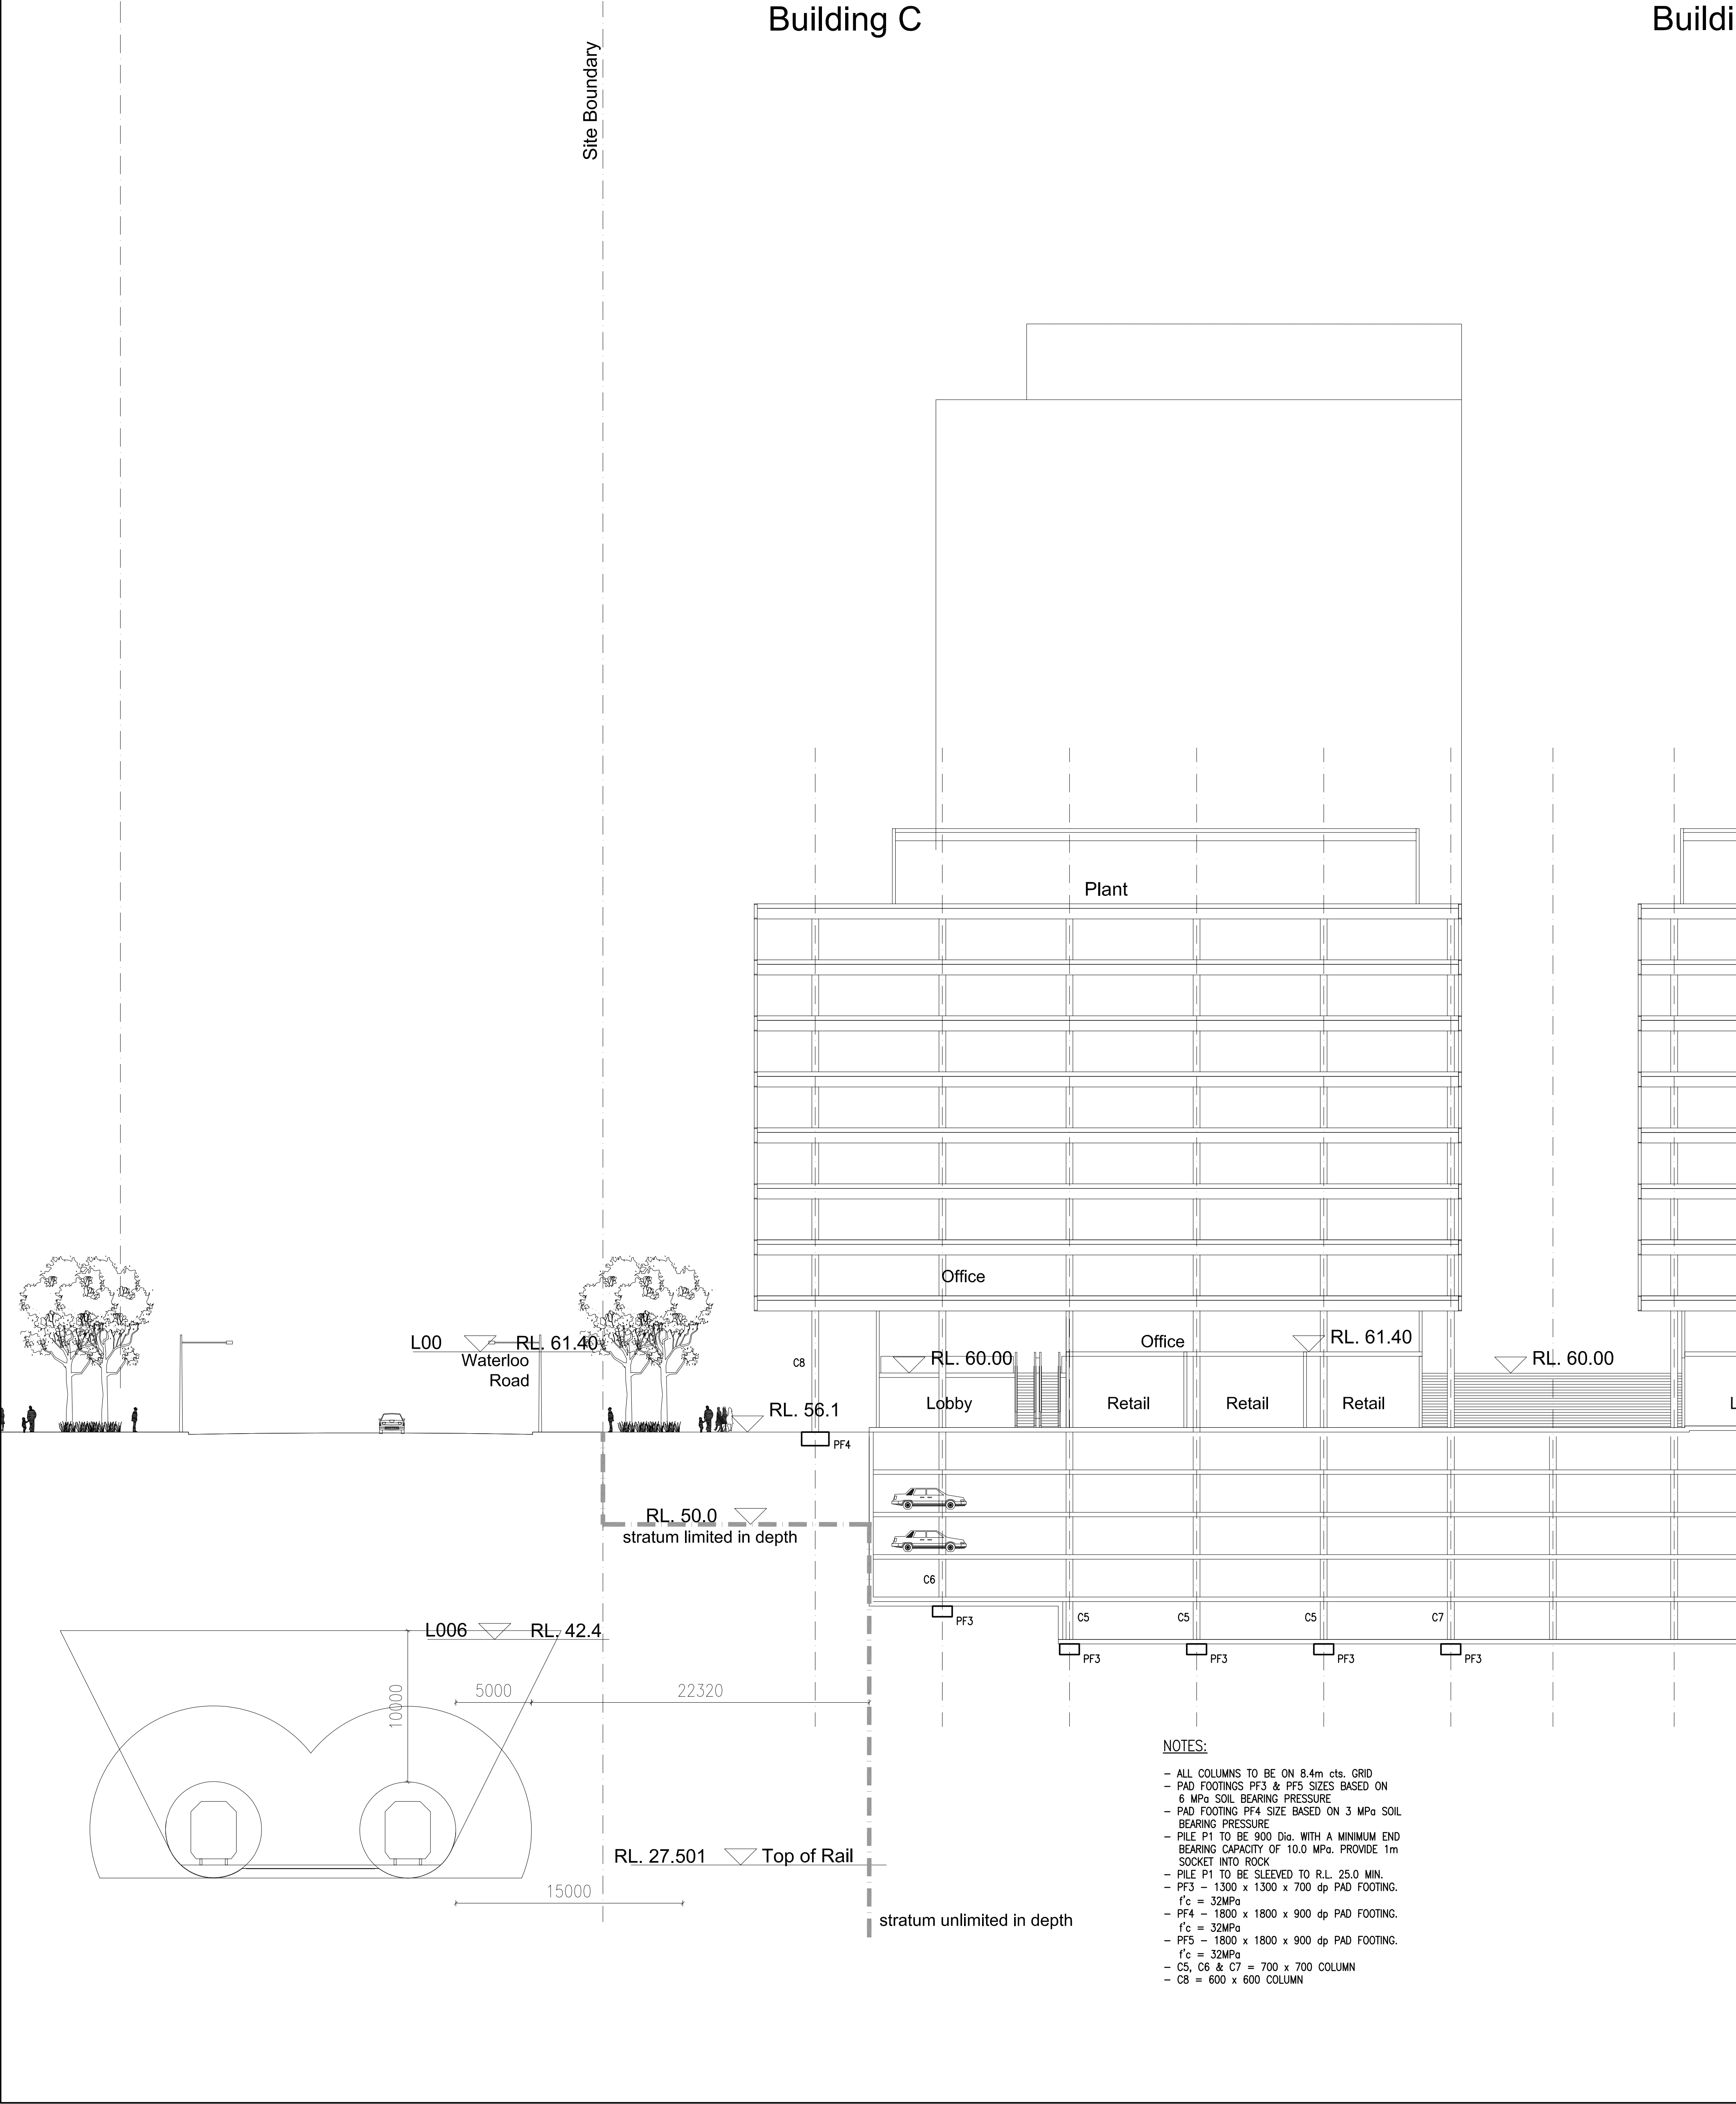 Building C
Buildi
Site Boundary
Plant
Office
L00
RL. 61.40
Waterloo
Road
C8
Office
RL. 61.40
RL. 60.00
RL. 60.00
Lobby
Retail
Retail
Retail
L
RL. 56.1
PF4
RL. 50.0
stratum limited in depth
C6
PF3
C5
C5
C5
C7
L006
RL. 42.4
PF3
PF3
PF3
PF3
5000
22320
10000
RL. 27.501
Top of Rail
15000
stratum unlimited in depth
NOTES:
– ALL COLUMNS TO BE ON 8.4m cts. GRID
– PAD FOOTINGS PF3 & PF5 SIZES BASED ON
6 MPa SOIL BEARING PRESSURE
– PAD FOOTING PF4 SIZE BASED ON 3 MPa SOIL
BEARING PRESSURE
– PILE P1 TO BE 900 Dia. WITH A MINIMUM END
BEARING CAPACITY OF 10.0 MPa. PROVIDE 1m
SOCKET INTO ROCK
– PILE P1 TO BE SLEEVED TO R.L. 25.0 MIN.
– PF3 – 1300 x 1300 x 700 dp PAD FOOTING.
f'c = 32MPa
– PF4 – 1800 x 1800 x 900 dp PAD FOOTING.
f'c = 32MPa
– PF5 – 1800 x 1800 x 900 dp PAD FOOTING.
f'c = 32MPa
– C5, C6 & C7 = 700 x 700 COLUMN
– C8 = 600 x 600 COLUMN